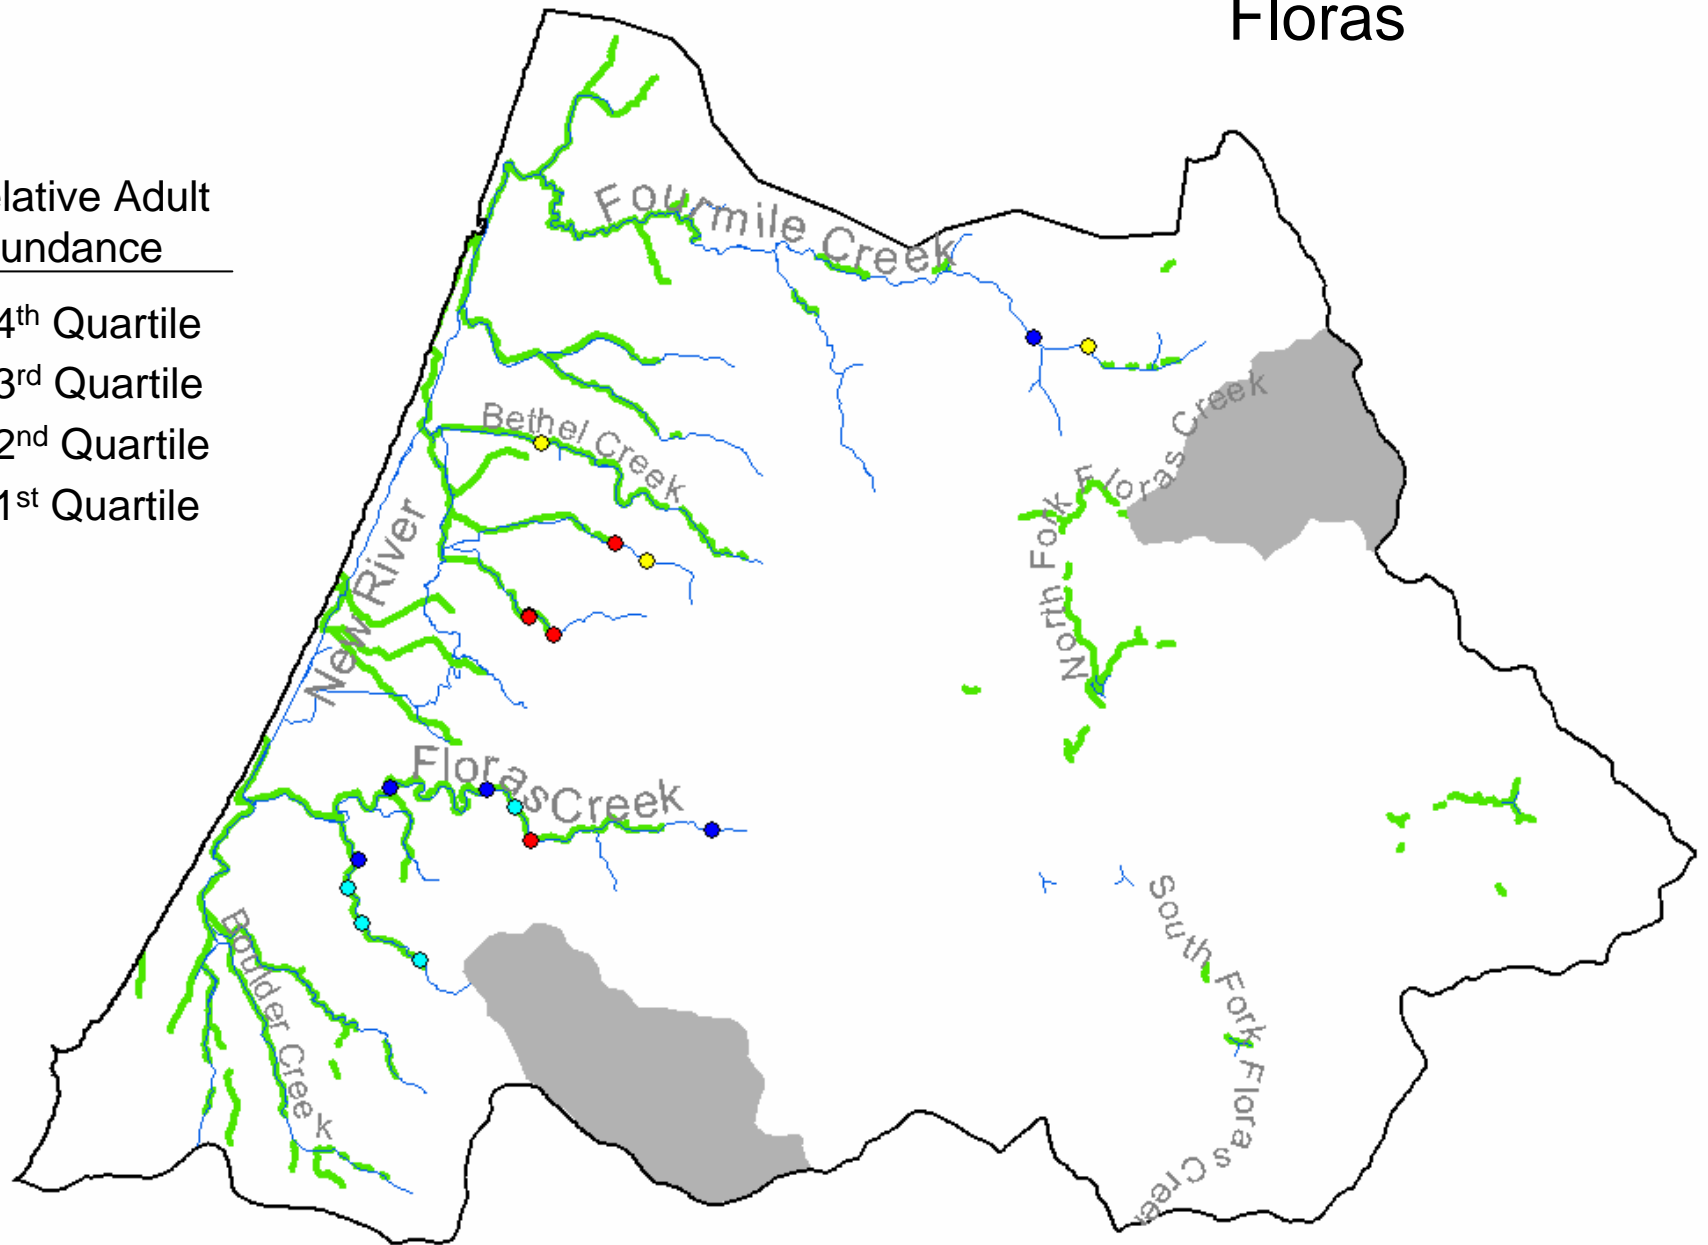 Floras
elative Adult
undance
4th Quartile
3rd Quartile
2nd Quartile
1st Quartile
Fourmile Creek
Bethel Creek
New River
North Fork Floras Creek
Floras Creek
Boulder Creek
South Fork Floras Creek